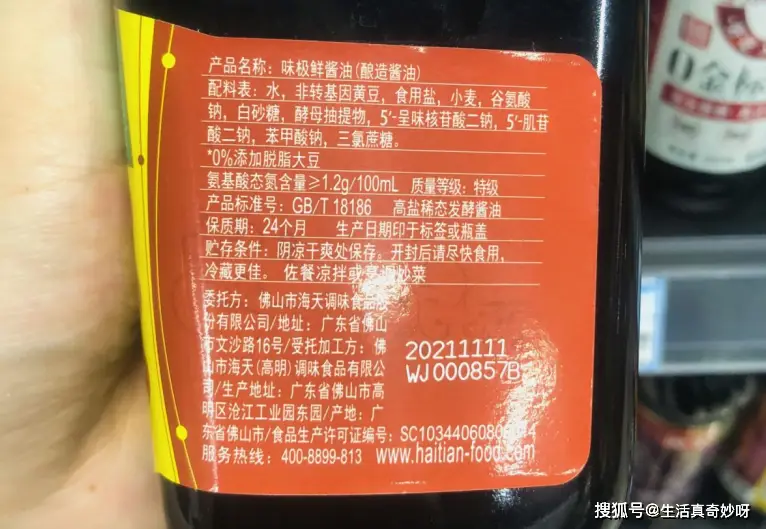 产品名称：味极鲜酱油(酿造酱油)
配料表：水，非转基因黄豆，食用盐，小麦，谷氨酸
钠，白砂糖，酵母抽提物，5′-呈味核苷酸二钠，5′-肌苷
酸二钠，苯甲酸钠，三氯蔗糖。
*0%添加脱脂大豆
氨基酸态氮含量≥1.2g/100mL 质量等级：特级
产品标准号：GB/T 18186 高盐稀态发酵酱油
保质期：24个月 生产日期印于标签或瓶盖
贮存条件：阴凉干爽处保存。开封后请尽快食用，
冷藏更佳。佐餐凉拌或烹调炒菜
委托方：佛山市海天调味食品股
份有限公司/地址：广东省佛山
市文沙路16号/受托加工方：佛
山市海天(高明)调味食品有限公
司/生产地址：广东省佛山市高
明区沧江工业园东园/产地：广
东省佛山市/食品生产许可证编号：
服务热线：400-8899-813 www.haitian-food.com
20211111
WJ000857B
0金标
搜狐号@生活真奇妙呀